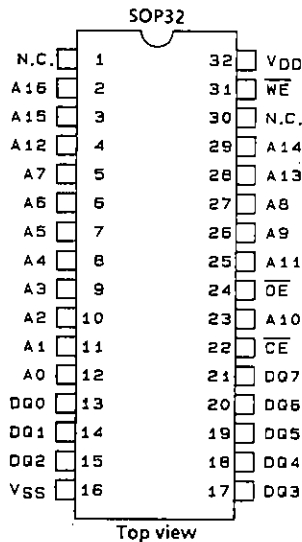 SOP32
N.C. 1 32 VDD
A16 2 31 W̅E̅
A15 3 30 N.C.
A12 4 29 A14
A7 5 28 A13
A6 6 27 A8
A5 7 26 A9
A4 8 25 A11
A3 9 24 O̅E̅
A2 10 23 A10
A1 11 22 C̅E̅
A0 12 21 DQ7
DQ0 13 20 DQ6
DQ1 14 19 DQ5
DQ2 15 18 DQ4
VSS 16 17 DQ3
Top view